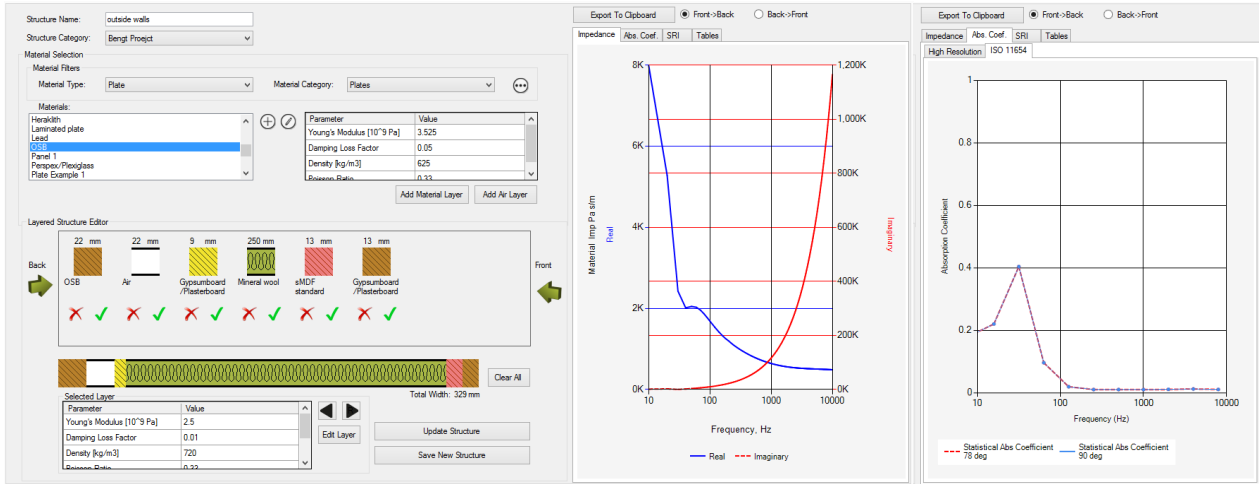 Structure Name: outside walls
Structure Category: Bengt Proejct
Material Selection
Material Filters
Material Type: Plate Material Category: Plates
Materials:
Heraklith
Laminated plate
Lead
OSB
Panel 1
Perspex/Plexiglass
Plate Example 1
Parameter Value
Young's Modulus [10^9 Pa] 3.525
Damping Loss Factor 0.05
Density [kg/m3] 625
Poisson Ratio 0.33
Add Material Layer Add Air Layer
Layered Structure Editor
22 mm 22 mm 9 mm 250 mm 13 mm 13 mm
Back Front
OSB Air Gypsumboard Mineral wool sMDF Gypsumboard
/Plasterboard standard /Plasterboard
Clear All
Total Width: 329 mm
Selected Layer
Parameter Value
Young's Modulus [10^9 Pa] 2.5
Damping Loss Factor 0.01
Density [kg/m3] 720
Poisson Ratio 0.33
Edit Layer
Update Structure
Save New Structure
Export To Clipboard Front->Back Back->Front
Impedance Abs. Coef. SRI Tables
8K 1,200K
1,000K
6K
800K
4K 600K
400K
2K
200K
0K 0K
10 100 1000 10000
Material Imp Pa s/m
Real
Imaginary
Frequency, Hz
Real Imaginary
Export To Clipboard Front->Back Back->Front
Impedance Abs. Coef. SRI Tables
High Resolution ISO 11654
1
0.8
0.6
0.4
0.2
0
10 100 1000 10000
Absorption Coefficient
Frequency (Hz)
Statistical Abs Coefficient Statistical Abs Coefficient
78 deg 90 deg